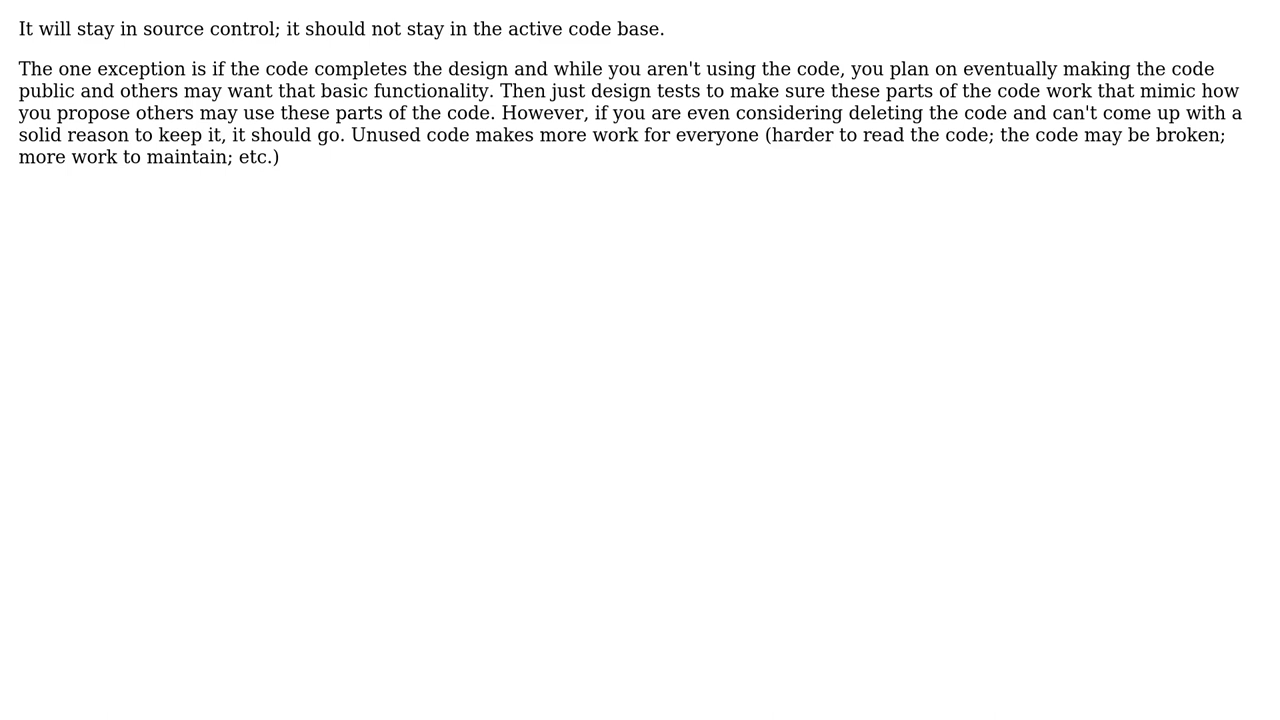 It will stay in source control; it should not stay in the active code base.
The one exception is if the code completes the design and while you aren't using the code, you plan on eventually making the code
public and others may want that basic functionality. Then just design tests to make sure these parts of the code work that mimic how
you propose others may use these parts of the code. However, if you are even considering deleting the code and can't come up with a
solid reason to keep it, it should go. Unused code makes more work for everyone (harder to read the code; the code may be broken;
more work to maintain; etc.)